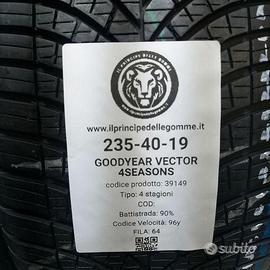 IL PRINCIPE DELLE GOMME
www.ilprincipedellegomme.it
235-40-19
GOODYEAR VECTOR
4SEASONS
codice prodotto: 39149
Tipo: 4 stagioni
COD:
Battistrada: 90%
Codice Velocità: 96y
FILA: 64
subito